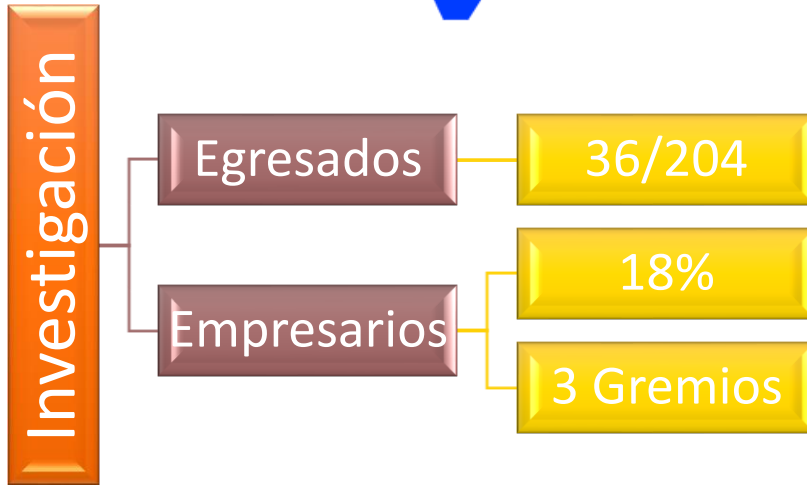 Investigación
Egresados
36/204
Empresarios
18%
3 Gremios